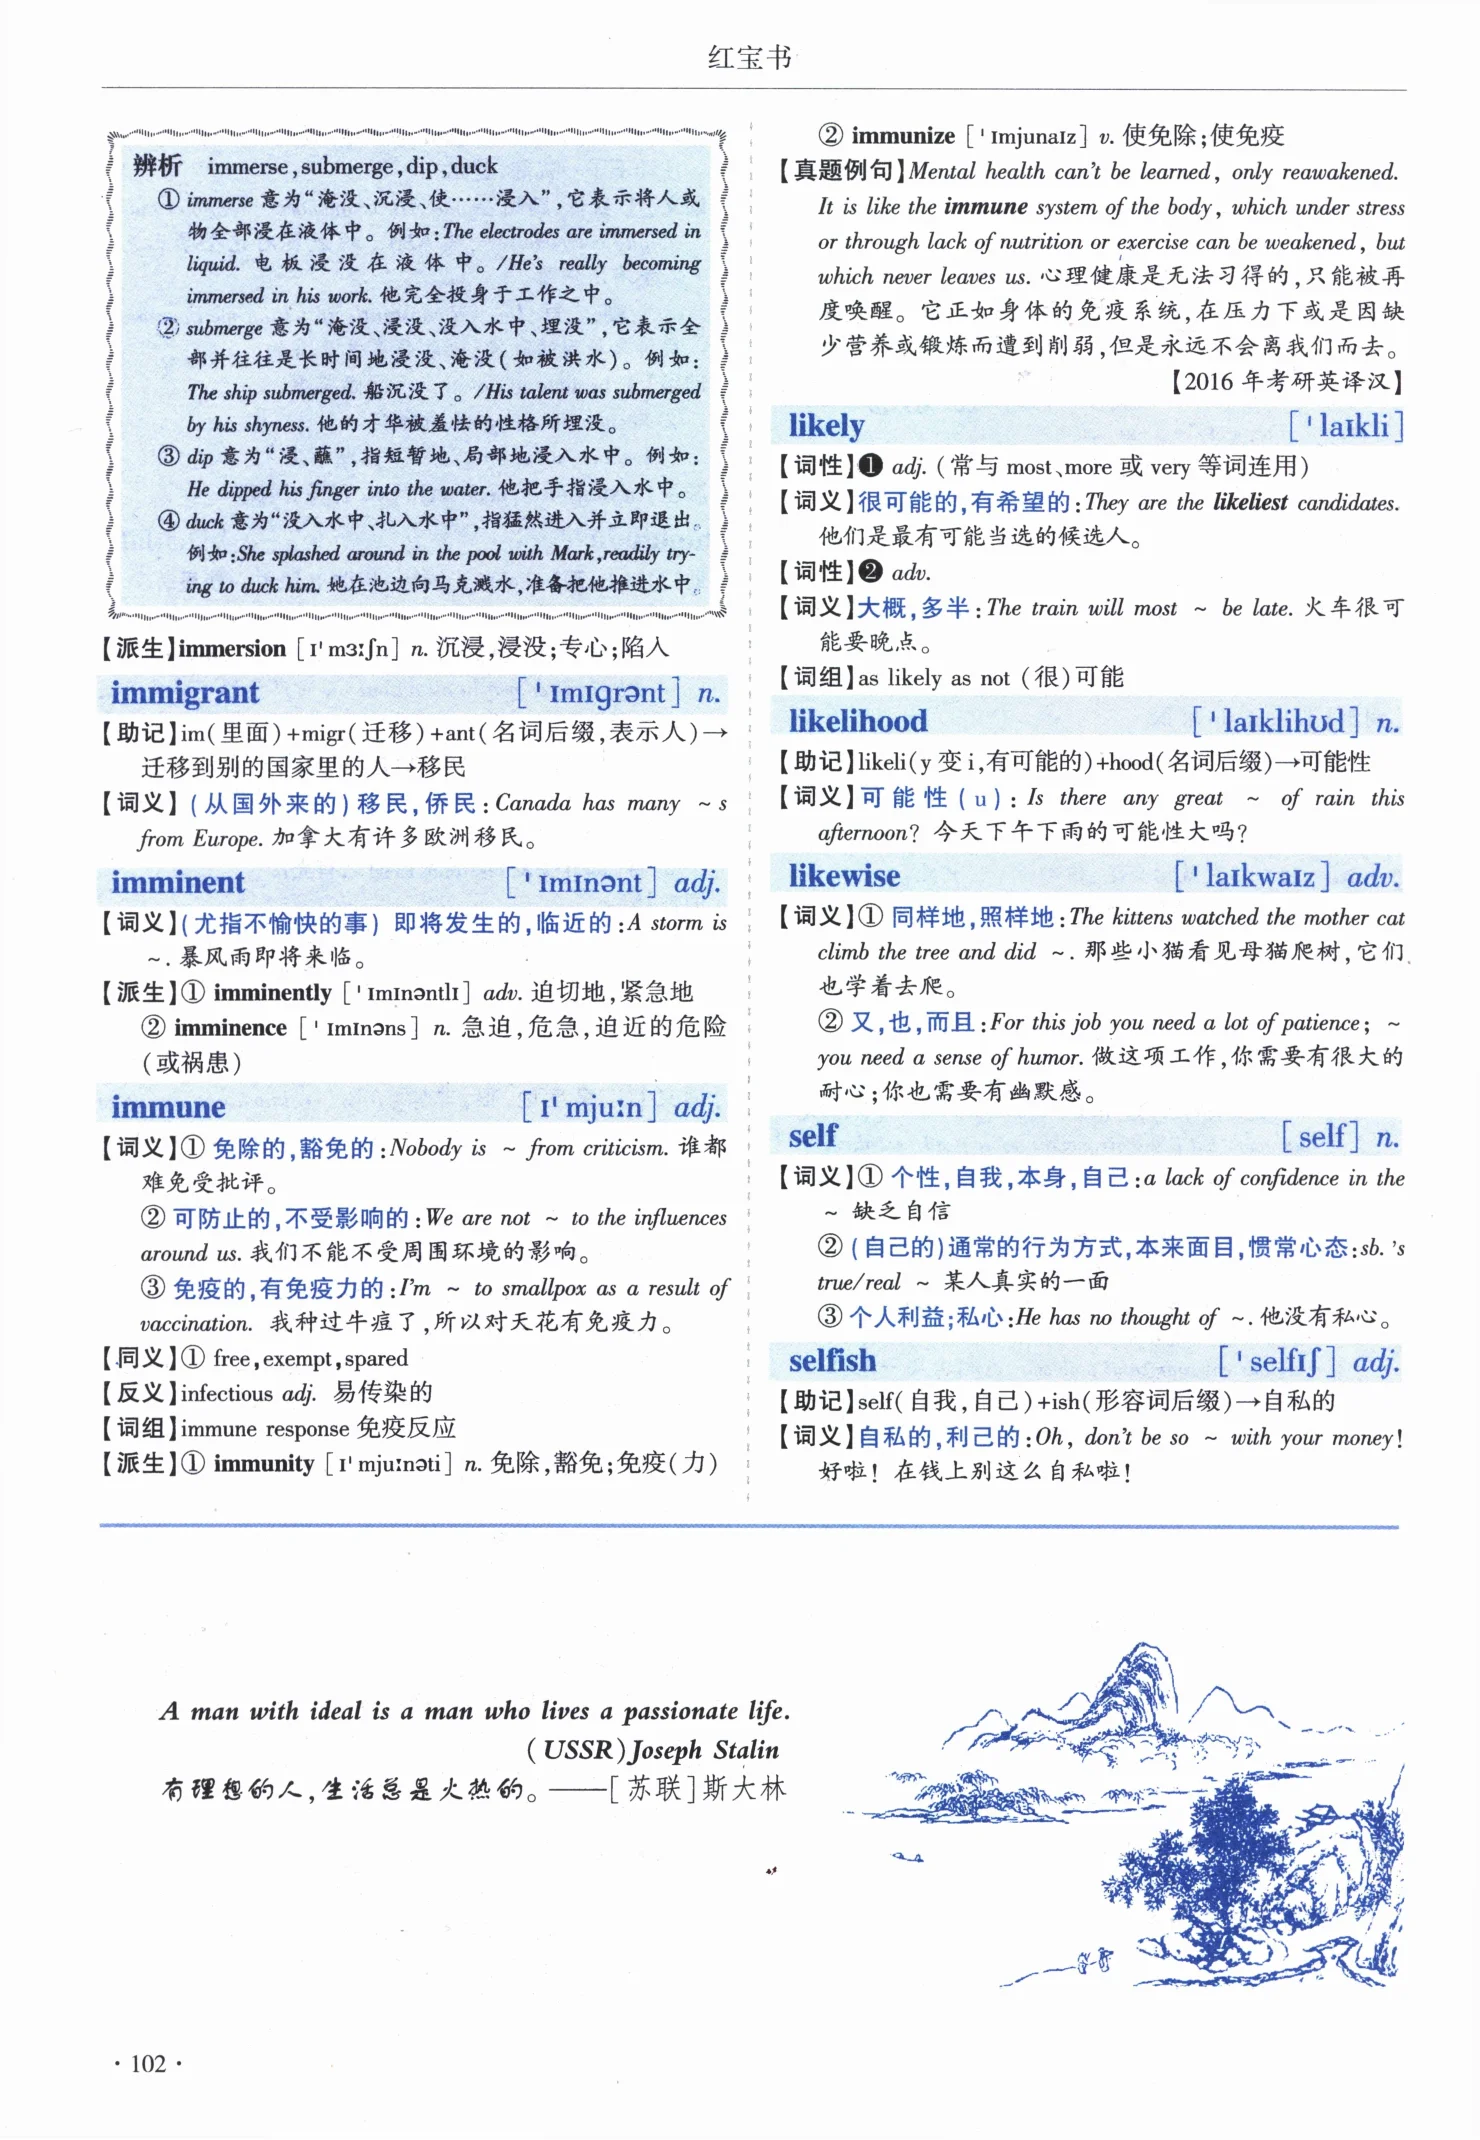 红宝书
辨析 immerse,submerge,dip,duck
① immerse 意为“淹没、沉浸、使……浸入”,它表示将人或
物全部浸在液体中。例如:The electrodes are immersed in
liquid. 电板浸没在液体中。/He's really becoming
immersed in his work. 他完全投身于工作之中。
② submerge 意为“淹没、浸没、没入水中、埋没”,它表示全
部并往往是长时间地浸没、淹没(如被洪水)。例如:
The ship submerged. 船沉没了。/His talent was submerged
by his shyness. 他的才华被羞怯的性格所埋没。
③ dip 意为“浸、蘸”,指短暂地、局部地浸入水中。例如:
He dipped his finger into the water. 他把手指浸入水中。
④ duck 意为“没入水中、扎入水中”,指猛然进入并立即退出。
例如:She splashed around in the pool with Mark,readily try-
ing to duck him. 她在池边向马克溅水,准备把他推进水中。
【派生】immersion [ɪˈmɜːʃn] n. 沉浸,浸没;专心;陷入
immigrant [ˈɪmɪɡrənt] n.
【助记】im(里面)+migr(迁移)+ant(名词后缀,表示人)→
迁移到别的国家里的人→移民
【词义】(从国外来的)移民,侨民:Canada has many ~s
from Europe. 加拿大有许多欧洲移民。
imminent [ˈɪmɪnənt] adj.
【词义】(尤指不愉快的事) 即将发生的,临近的:A storm is
~. 暴风雨即将来临。
【派生】① imminently [ˈɪmɪnəntlɪ] adv. 迫切地,紧急地
② imminence [ˈɪmɪnəns] n. 急迫,危急,迫近的危险
(或祸患)
immune [ɪˈmjuːn] adj.
【词义】① 免除的,豁免的:Nobody is ~ from criticism. 谁都
难免受批评。
② 可防止的,不受影响的:We are not ~ to the influences
around us. 我们不能不受周围环境的影响。
③ 免疫的,有免疫力的:I'm ~ to smallpox as a result of
vaccination. 我种过牛痘了,所以对天花有免疫力。
【同义】① free,exempt,spared
【反义】infectious adj. 易传染的
【词组】immune response 免疫反应
【派生】① immunity [ɪˈmjuːnəti] n. 免除,豁免;免疫(力)
② immunize [ˈɪmjunaɪz] v. 使免除;使免疫
【真题例句】Mental health can't be learned, only reawakened.
It is like the immune system of the body, which under stress
or through lack of nutrition or exercise can be weakened, but
which never leaves us. 心理健康是无法习得的,只能被再
度唤醒。它正如身体的免疫系统,在压力下或是因缺
少营养或锻炼而遭到削弱,但是永远不会离我们而去。
【2016 年考研英译汉】
likely [ˈlaɪkli]
【词性】❶ adj. (常与 most、more 或 very 等词连用)
【词义】很可能的,有希望的:They are the likeliest candidates.
他们是最有可能当选的候选人。
【词性】❷ adv.
【词义】大概,多半:The train will most ~ be late. 火车很可
能要晚点。
【词组】as likely as not (很)可能
likelihood [ˈlaɪklihʊd] n.
【助记】likeli(y 变 i,有可能的)+hood(名词后缀)→可能性
【词义】可能性(u): Is there any great ~ of rain this
afternoon? 今天下午下雨的可能性大吗?
likewise [ˈlaɪkwaɪz] adv.
【词义】① 同样地,照样地:The kittens watched the mother cat
climb the tree and did ~. 那些小猫看见母猫爬树,它们
也学着去爬。
② 又,也,而且:For this job you need a lot of patience; ~
you need a sense of humor. 做这项工作,你需要有很大的
耐心;你也需要有幽默感。
self [self] n.
【词义】① 个性,自我,本身,自己:a lack of confidence in the
~ 缺乏自信
② (自己的)通常的行为方式,本来面目,惯常心态:sb.'s
true/real ~ 某人真实的一面
③ 个人利益;私心:He has no thought of ~. 他没有私心。
selfish [ˈselfɪʃ] adj.
【助记】self(自我,自己)+ish(形容词后缀)→自私的
【词义】自私的,利己的:Oh, don't be so ~ with your money!
好啦! 在钱上别这么自私啦!
A man with ideal is a man who lives a passionate life.
(USSR)Joseph Stalin
有理想的人,生活总是火热的。——[苏联]斯大林
·102·